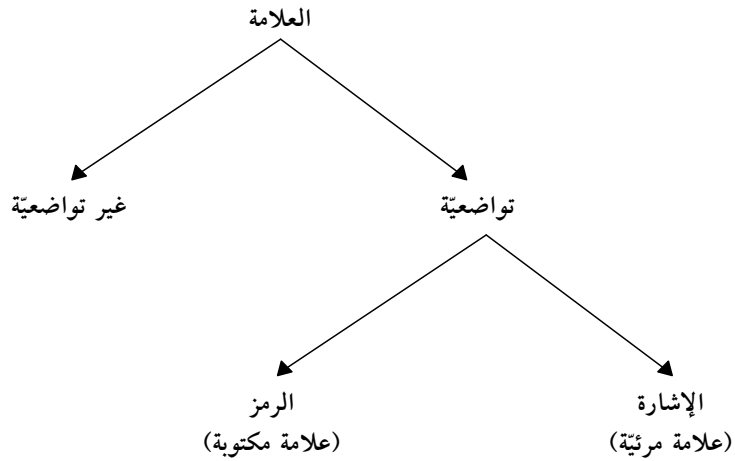 العلامة
تواضعيّة
غير تواضعيّة
الإشارة
(علامة مرئيّة)
الرمز
(علامة مكتوبة)